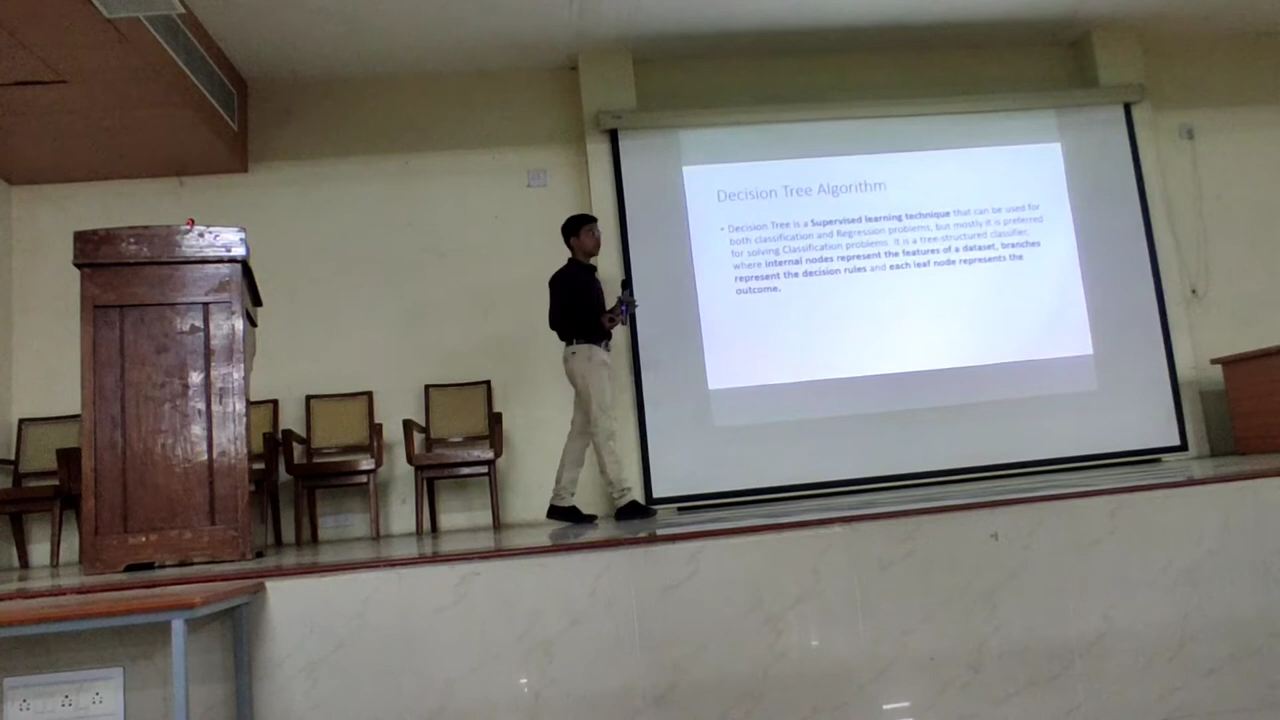 Decision Tree Algorithm
• Decision Tree is a Supervised learning technique that can be used for
both classification and Regression problems, but mostly it is preferred
for solving Classification problems. It is a tree-structured classifier,
where internal nodes represent the features of a dataset, branches
represent the decision rules and each leaf node represents the
outcome.